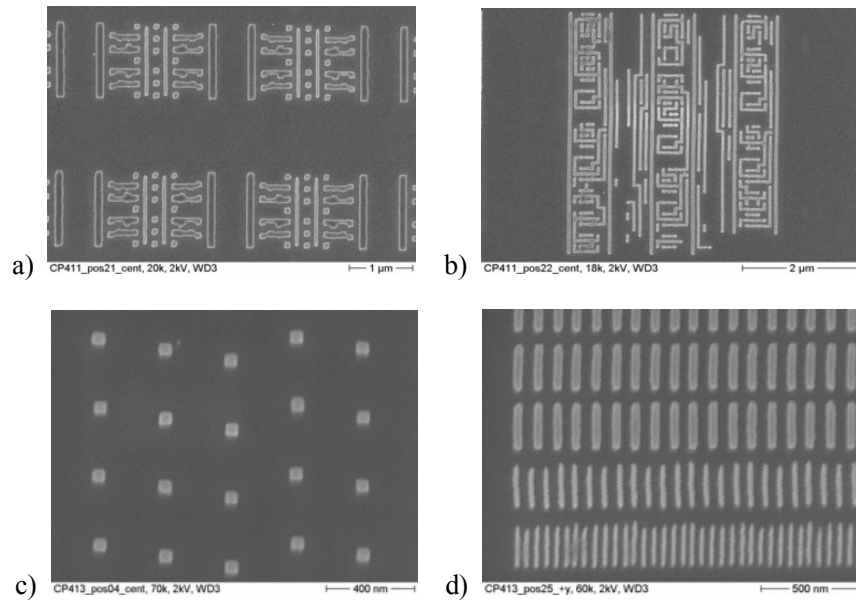 a)
CP411_pos21_cent, 20k, 2kV, WD3
1 µm
b)
CP411_pos22_cent, 18k, 2kV, WD3
2 µm
c)
CP413_pos04_cent, 70k, 2kV, WD3
400 nm
d)
CP413_pos25_+y, 60k, 2kV, WD3
500 nm